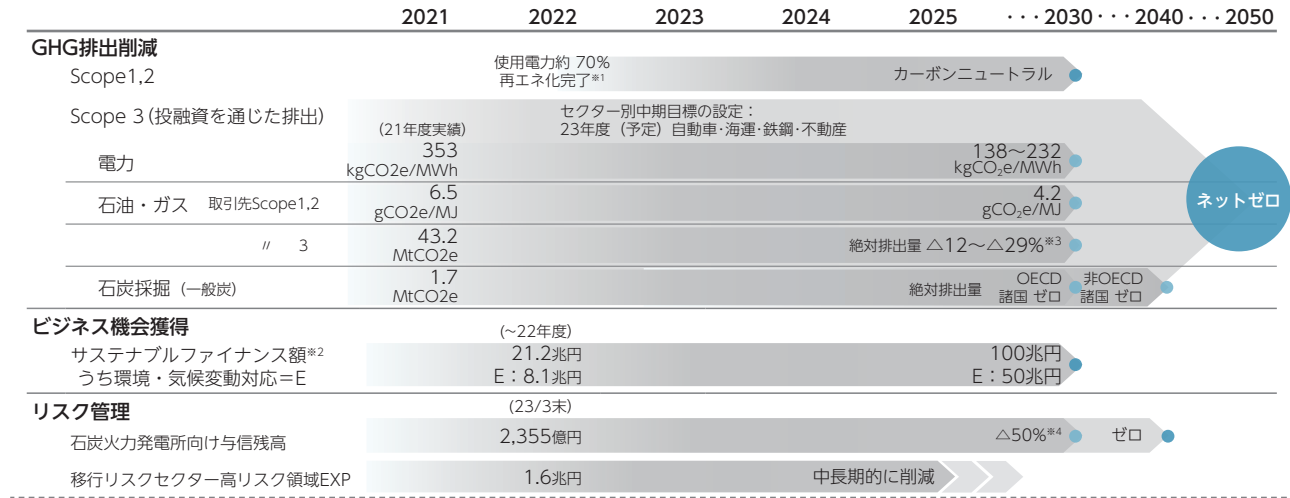 2021 2022 2023 2024 2025 ···2030···2040···2050
GHG排出削減
Scope1,2
使用電力約 70%
再エネ化完了※1
カーボンニュートラル
Scope 3（投融資を通じた排出）
(21年度実績)
セクター別中期目標の設定：
23年度（予定）自動車･海運･鉄鋼･不動産
電力
353
kgCO2e/MWh
138～232
kgCO₂e/MWh
石油・ガス 取引先Scope1,2
6.5
gCO2e/MJ
4.2
gCO₂e/MJ
ネットゼロ
〃 3
43.2
MtCO2e
絶対排出量 △12～△29%※3
石炭採掘（一般炭）
1.7
MtCO2e
絶対排出量
OECD
諸国 ゼロ
非OECD
諸国 ゼロ
ビジネス機会獲得
サステナブルファイナンス額※2
うち環境・気候変動対応＝E
(~22年度)
21.2兆円
E：8.1兆円
100兆円
E：50兆円
リスク管理
(23/3末)
石炭火力発電所向け与信残高
2,355億円
△50%※4
ゼロ
移行リスクセクター高リスク領域EXP
1.6兆円
中長期的に削減